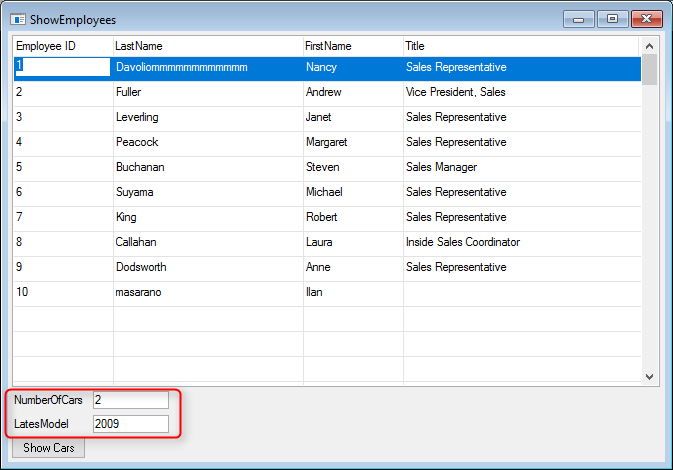 ShowEmployees
Employee ID LastName FirstName Title
1 Davoliommmmmmmmmmmmm Nancy Sales Representative
2 Fuller Andrew Vice President, Sales
3 Leverling Janet Sales Representative
4 Peacock Margaret Sales Representative
5 Buchanan Steven Sales Manager
6 Suyama Michael Sales Representative
7 King Robert Sales Representative
8 Callahan Laura Inside Sales Coordinator
9 Dodsworth Anne Sales Representative
10 masarano Ilan
NumberOfCars 2
LatesModel 2009
Show Cars